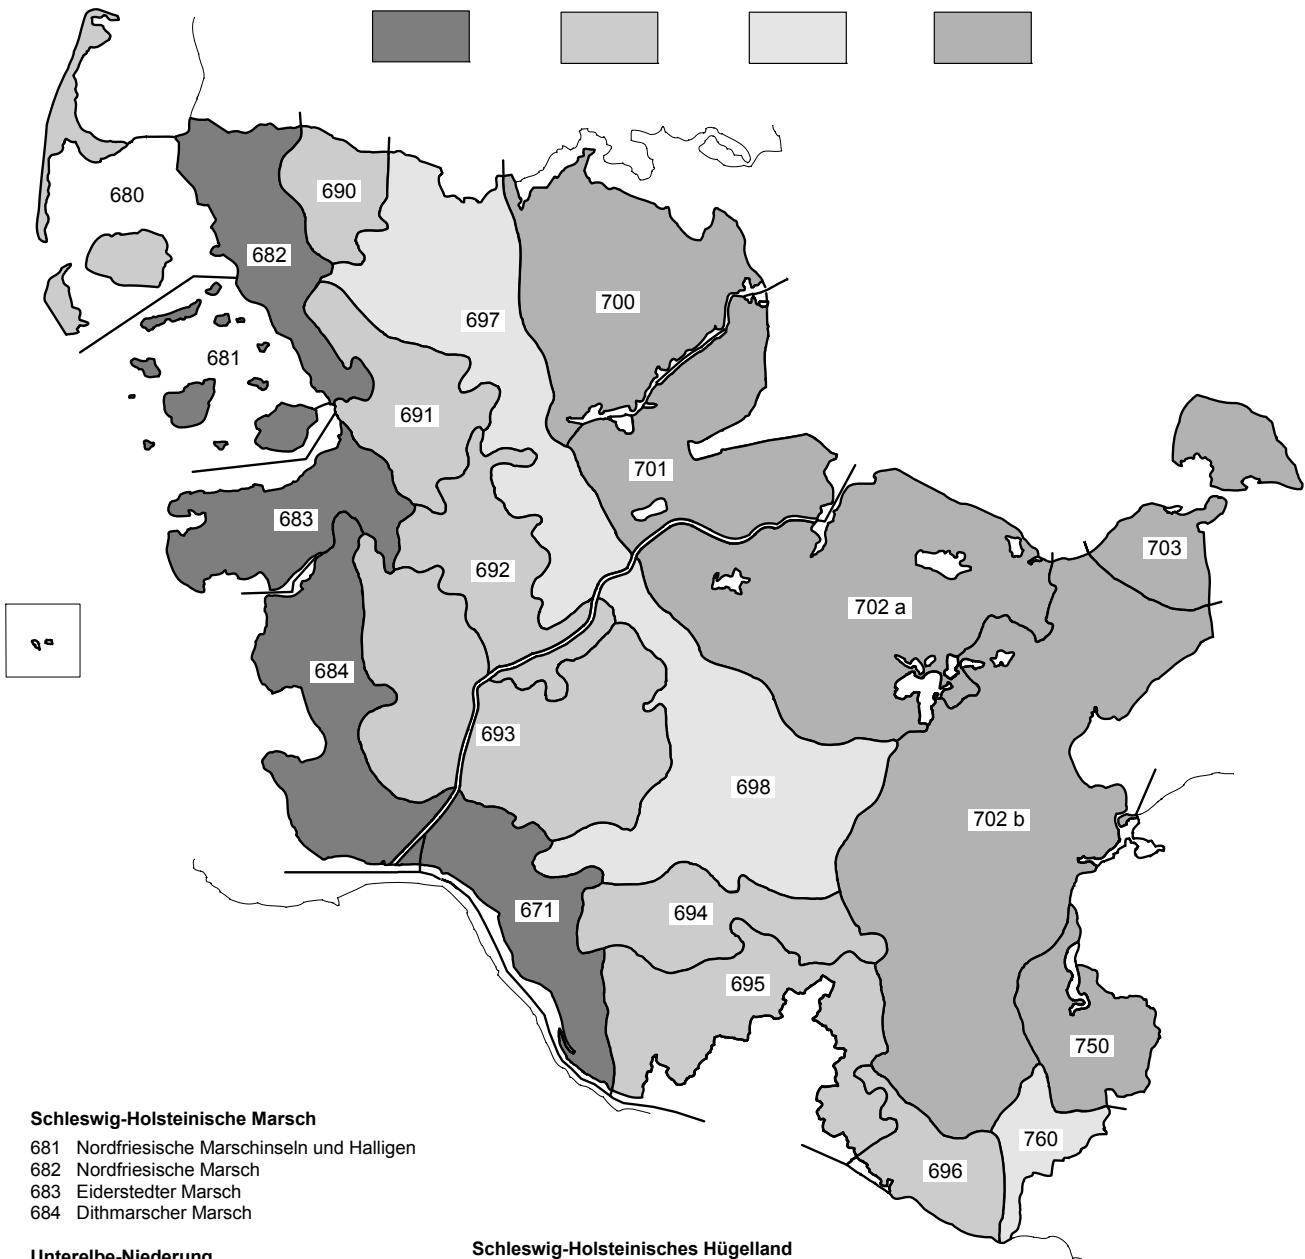 680
690
682
697
700
681
691
701
683
703
692
702 a
684
693
698
702 b
671
694
695
750
760
696
Schleswig-Holsteinische Marsch
681 Nordfriesische Marschinseln und Halligen
682 Nordfriesische Marsch
683 Eiderstedter Marsch
684 Dithmarscher Marsch
Unterelbe-Niederung
Schleswig-Holsteinisches Hügelland